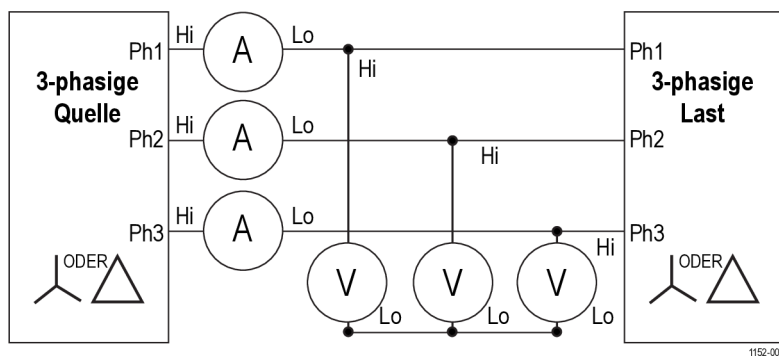 Ph1 Hi A Lo Ph1
Hi
3-phasige
Quelle
3-phasige
Last
Ph2 Hi A Lo Ph2
Hi
Ph3 Hi A Lo Ph3
Hi
ODER
V V V
ODER
Lo Lo Lo
1152-00